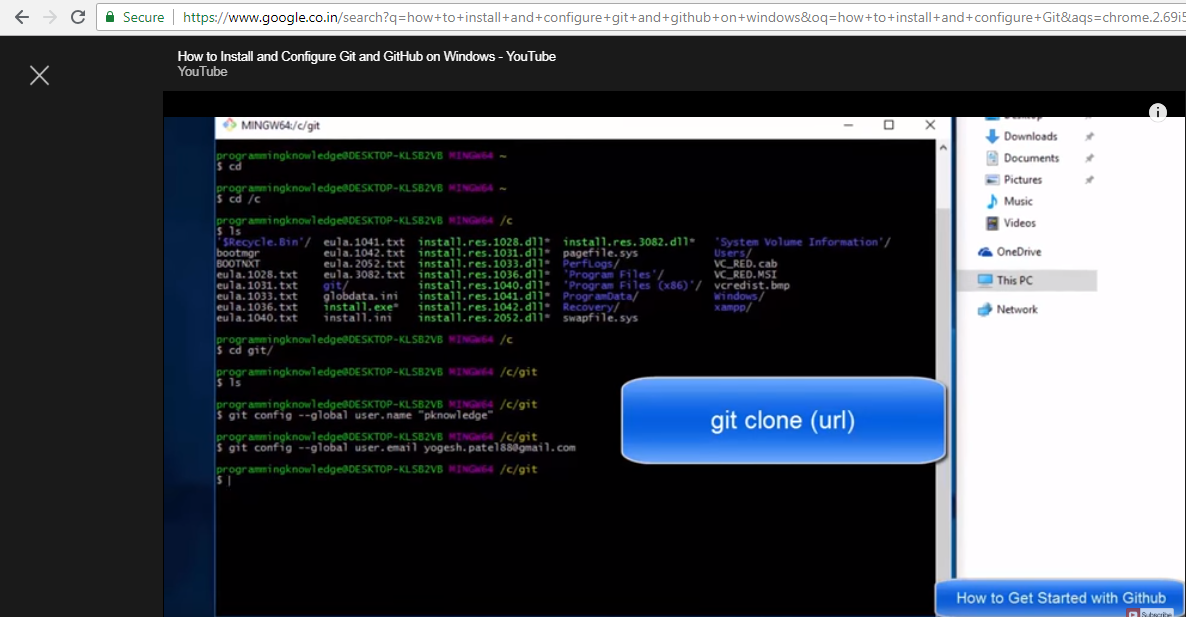 Secure
https://www.google.co.in/search?q=how+to+install+and+configure+git+and+github+on+windows&oq=how+to+install+and+configure+Git&aqs=chrome.2.69i5
How to Install and Configure Git and GitHub on Windows - YouTube
YouTube
MINGW64:/c/git
programmingknowledge@DESKTOP-KLSB2VB MINGW64 ~
$ cd
programmingknowledge@DESKTOP-KLSB2VB MINGW64 ~
$ cd /c
programmingknowledge@DESKTOP-KLSB2VB MINGW64 /c
$ ls
'$Recycle.Bin'/ eula.1041.txt install.res.1028.dll* install.res.3082.dll* 'System Volume Information'/
bootmgr eula.1042.txt install.res.1031.dll* pagefile.sys Users/
BOOTNXT eula.2052.txt install.res.1033.dll* PerfLogs/ VC_RED.cab
eula.1028.txt eula.3082.txt install.res.1036.dll* 'Program Files'/ VC_RED.MSI
eula.1031.txt git/ install.res.1040.dll* 'Program Files (x86)'/ vcredist.bmp
eula.1033.txt globdata.ini install.res.1041.dll* ProgramData/ Windows/
eula.1036.txt install.exe* install.res.1042.dll* Recovery/ xampp/
eula.1040.txt install.ini install.res.2052.dll* swapfile.sys
programmingknowledge@DESKTOP-KLSB2VB MINGW64 /c
$ cd git/
programmingknowledge@DESKTOP-KLSB2VB MINGW64 /c/git
$ ls
programmingknowledge@DESKTOP-KLSB2VB MINGW64 /c/git
$ git config --global user.name "pknowledge"
programmingknowledge@DESKTOP-KLSB2VB MINGW64 /c/git
$ git config --global user.email yogesh.patel88@gmail.com
programmingknowledge@DESKTOP-KLSB2VB MINGW64 /c/git
$
git clone (url)
Desktop
Downloads
Documents
Pictures
Music
Videos
OneDrive
This PC
Network
How to Get Started with Github
Subscribe